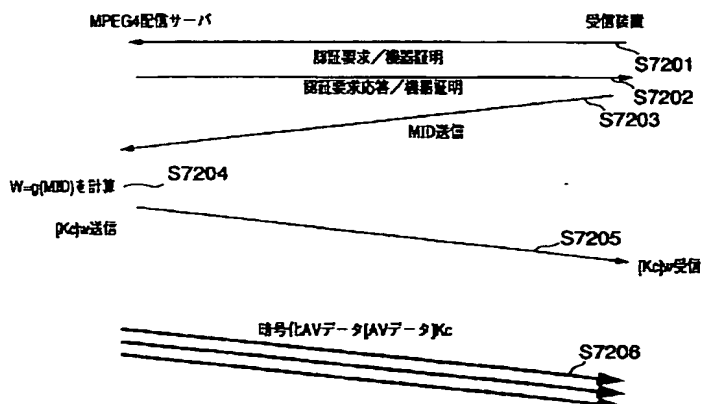 MPEG4配信サーバ
受信装置
S7201
認証要求/機器証明
S7202
認証要求応答/機器証明
S7203
MID送信
S7204
W=g(MID)を計算
[Kc]w送信
S7205
[Kc]w受信
暗号化AVデータ[AVデータ]Kc
S7206